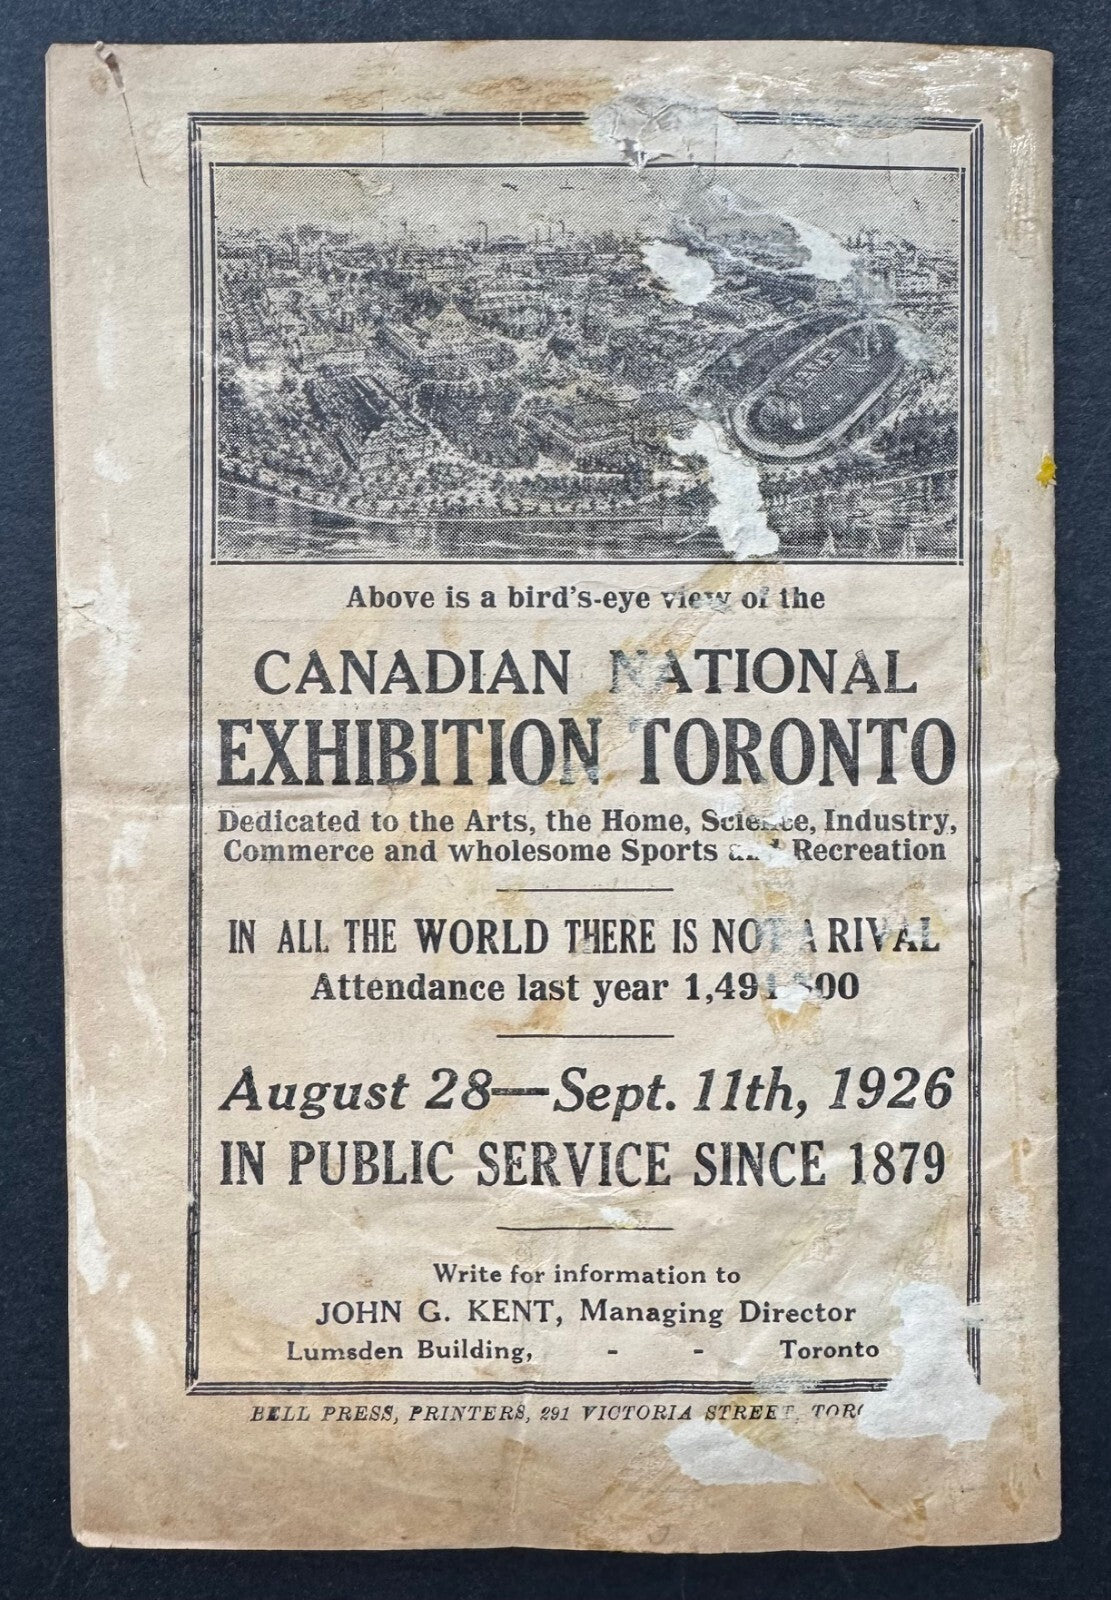 Above is a bird's-eye view of the
CANADIAN NATIONAL
EXHIBITION TORONTO
Dedicated to the Arts, the Home, Science, Industry,
Commerce and wholesome Sports and Recreation
IN ALL THE WORLD THERE IS NOT A RIVAL
Attendance last year
August 28—Sept. 11th, 1926
IN PUBLIC SERVICE SINCE 1879
Write for information to
JOHN G. KENT, Managing Director
Lumsden Building, - - Toronto
BELL PRESS, PRINTERS, 291 VICTORIA STREET, TORO